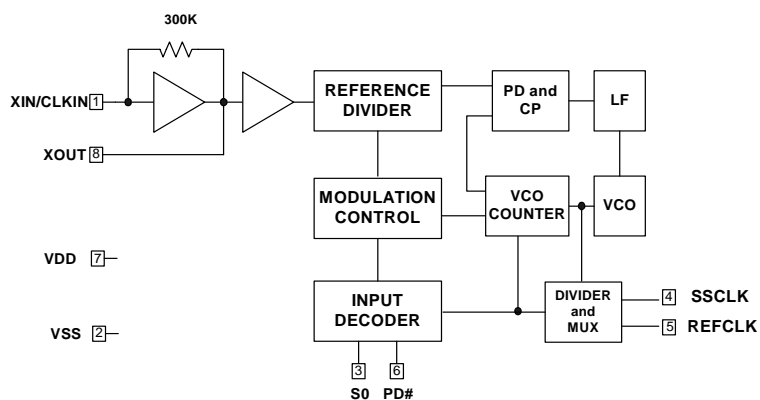 300K
XIN/CLKIN 1
XOUT 8
REFERENCE
DIVIDER
PD and
CP
LF
MODULATION
CONTROL
VCO
COUNTER
VCO
VDD 7
VSS 2
INPUT
DECODER
DIVIDER
and
MUX
4 SSCLK
5 REFCLK
3 6
S0 PD#